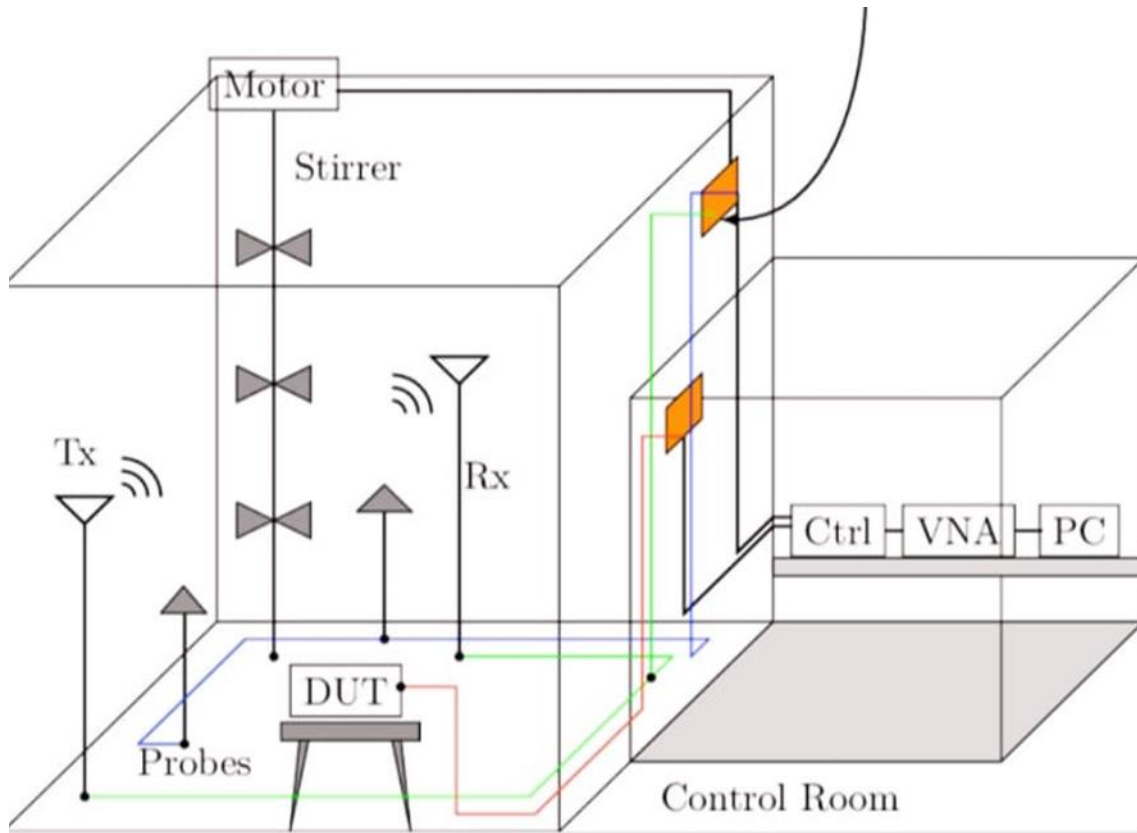 Motor
Stirrer
Tx
Rx
Ctrl
VNA
PC
DUT
Probes
Control Room